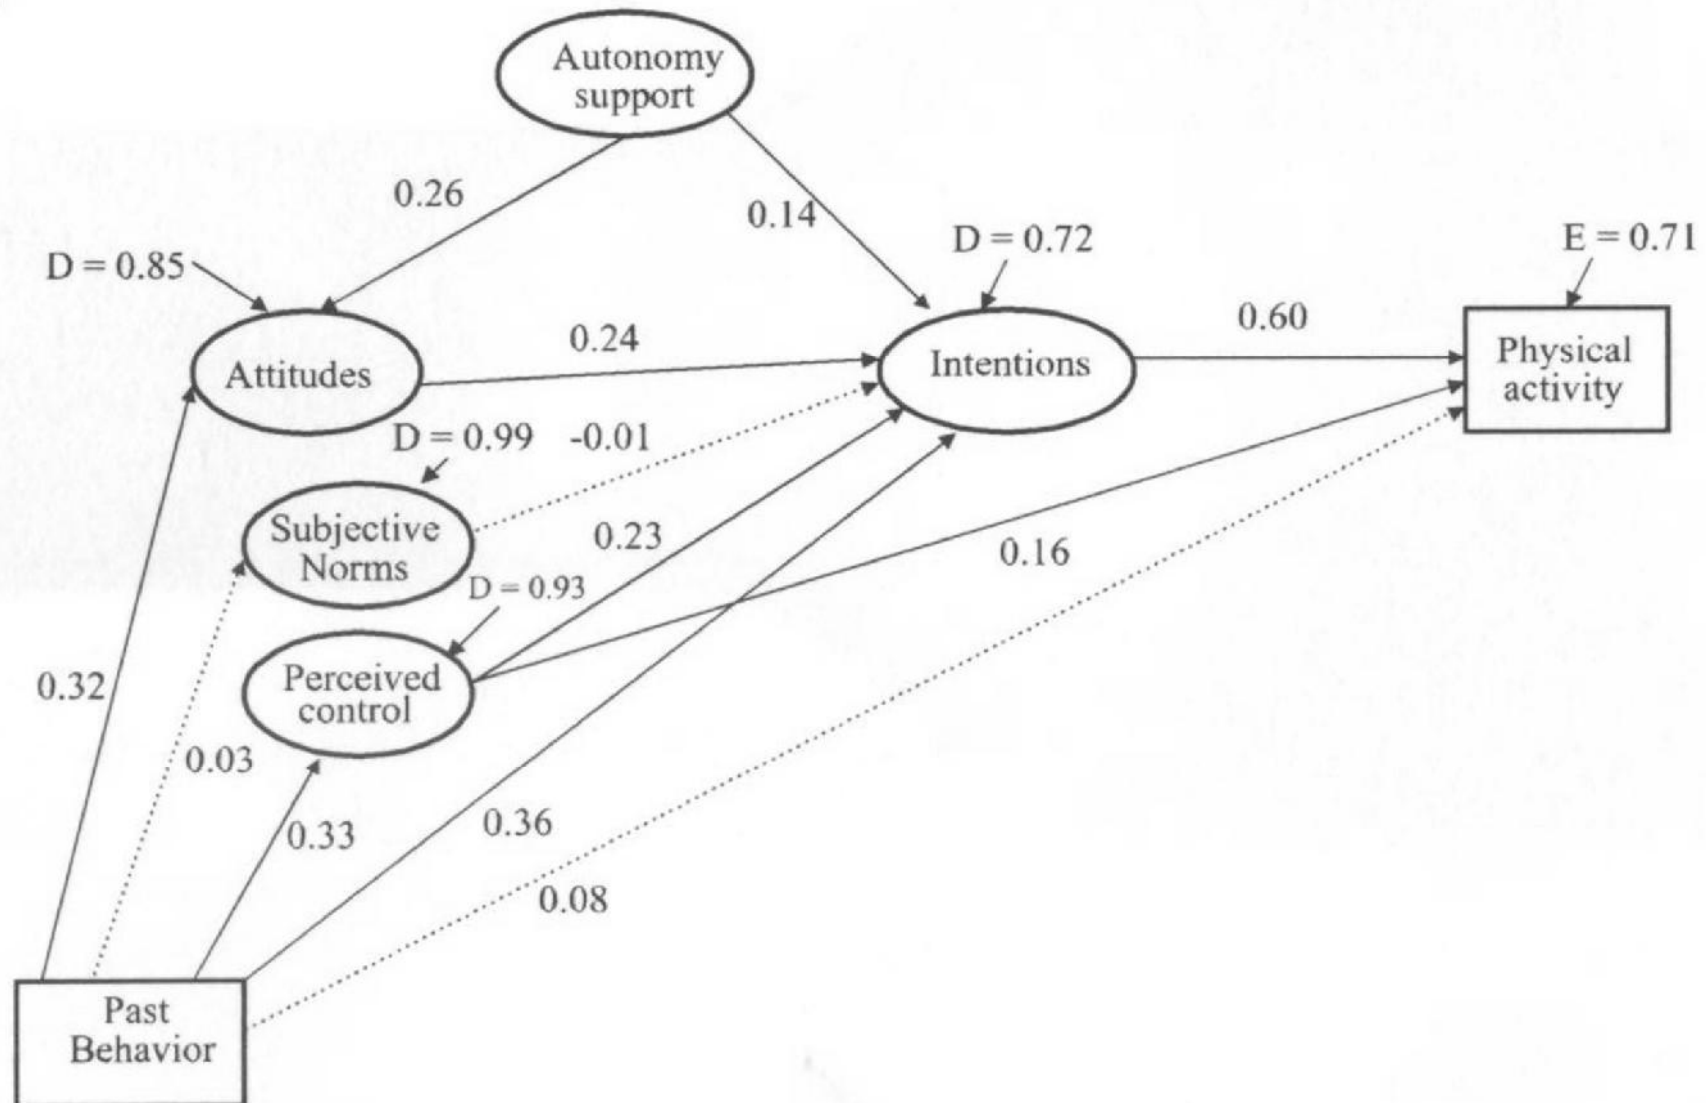 Autonomy
support
0.26
0.14
D = 0.85
D = 0.72
E = 0.71
Attitudes
0.24
Intentions
0.60
Physical
activity
D = 0.99
-0.01
Subjective
Norms
0.23
0.16
D = 0.93
Perceived
control
0.32
0.03
0.33
0.36
0.08
Past
Behavior